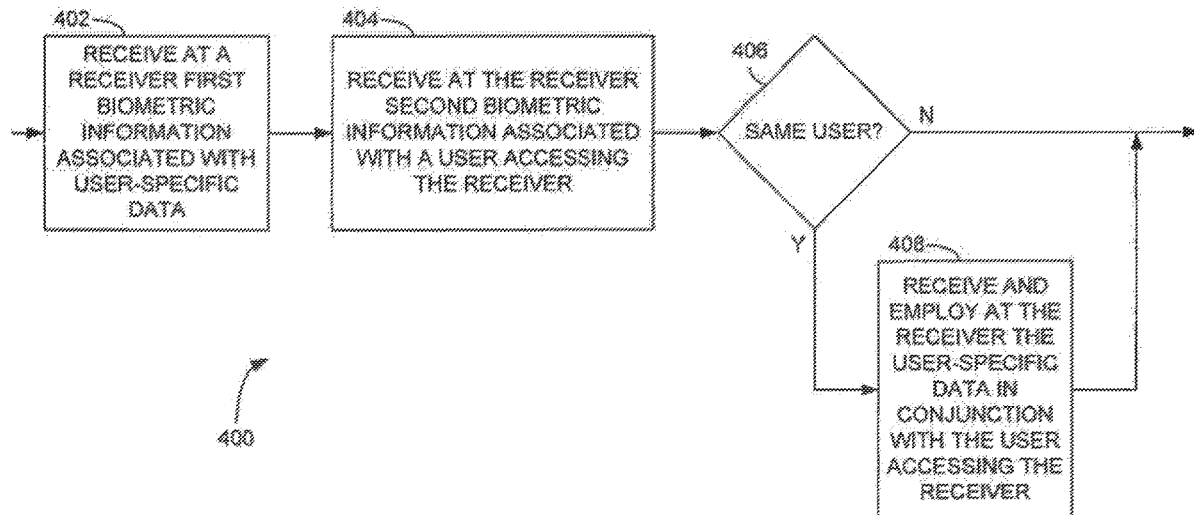 402
RECEIVE AT A
RECEIVER FIRST
BIOMETRIC
INFORMATION
ASSOCIATED WITH
USER-SPECIFIC
DATA
404
RECEIVE AT THE RECEIVER
SECOND BIOMETRIC
INFORMATION ASSOCIATED
WITH A USER ACCESSING
THE RECEIVER
406
SAME USER?
N
Y
408
RECEIVE AND
EMPLOY AT THE
RECEIVER THE
USER-SPECIFIC
DATA IN
CONJUNCTION
WITH THE USER
ACCESSING THE
RECEIVER
400